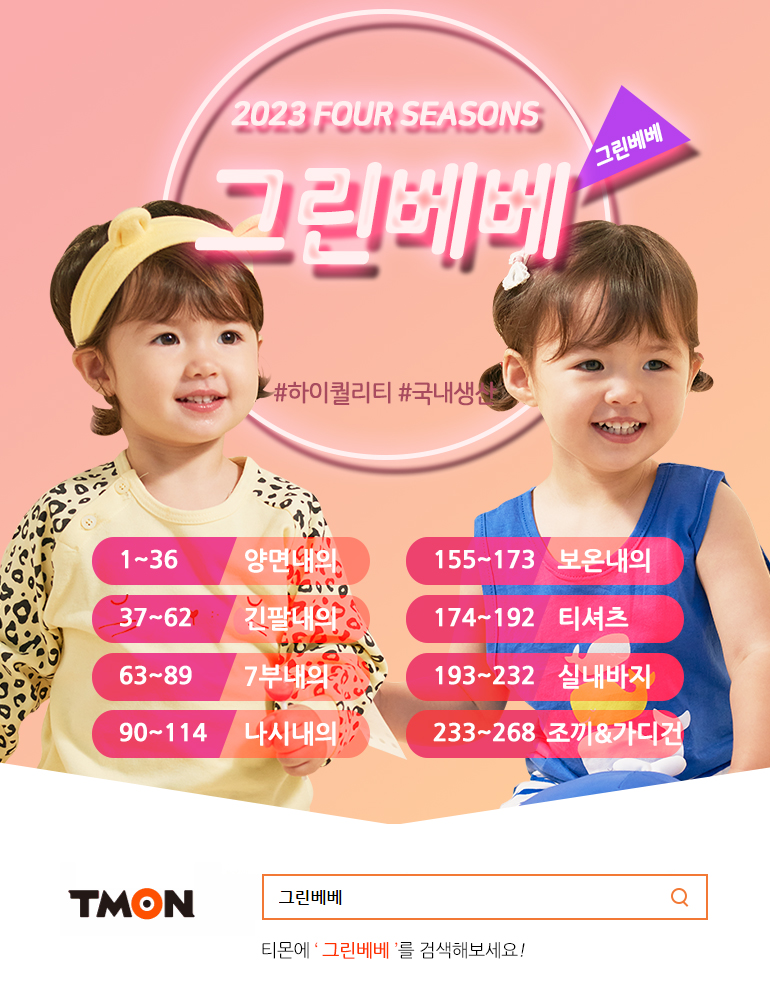 2023 FOUR SEASONS
그린베베
그린베베
#하이퀄리티 #국내생산
1~36 양면내의
37~62 긴팔내의
63~89 7부내의
90~114 나시내의
155~173 보온내의
174~192 티셔츠
193~232 실내바지
233~268 조끼&가디건
TMON
그린베베
티몬에 ‘ 그린베베 ’를 검색해보세요!